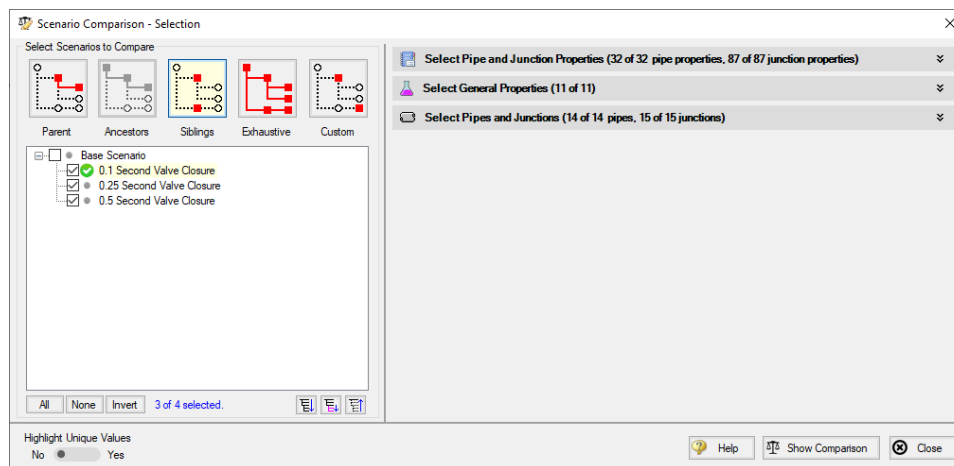 Scenario Comparison - Selection
Select Scenarios to Compare
Parent Ancestors Siblings Exhaustive Custom
Base Scenario
0.1 Second Valve Closure
0.25 Second Valve Closure
0.5 Second Valve Closure
All None Invert 3 of 4 selected.
Select Pipe and Junction Properties (32 of 32 pipe properties, 87 of 87 junction properties)
Select General Properties (11 of 11)
Select Pipes and Junctions (14 of 14 pipes, 15 of 15 junctions)
Highlight Unique Values
No Yes
Help Show Comparison Close